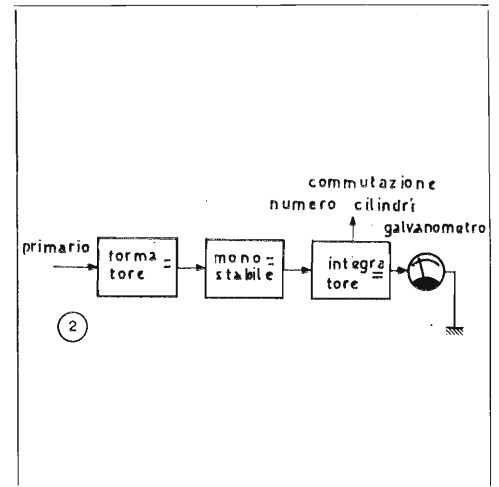 commutazione
numero cilindri
galvanometro
primario
forma=
tore
mono=
stabile
integra=
tore
2